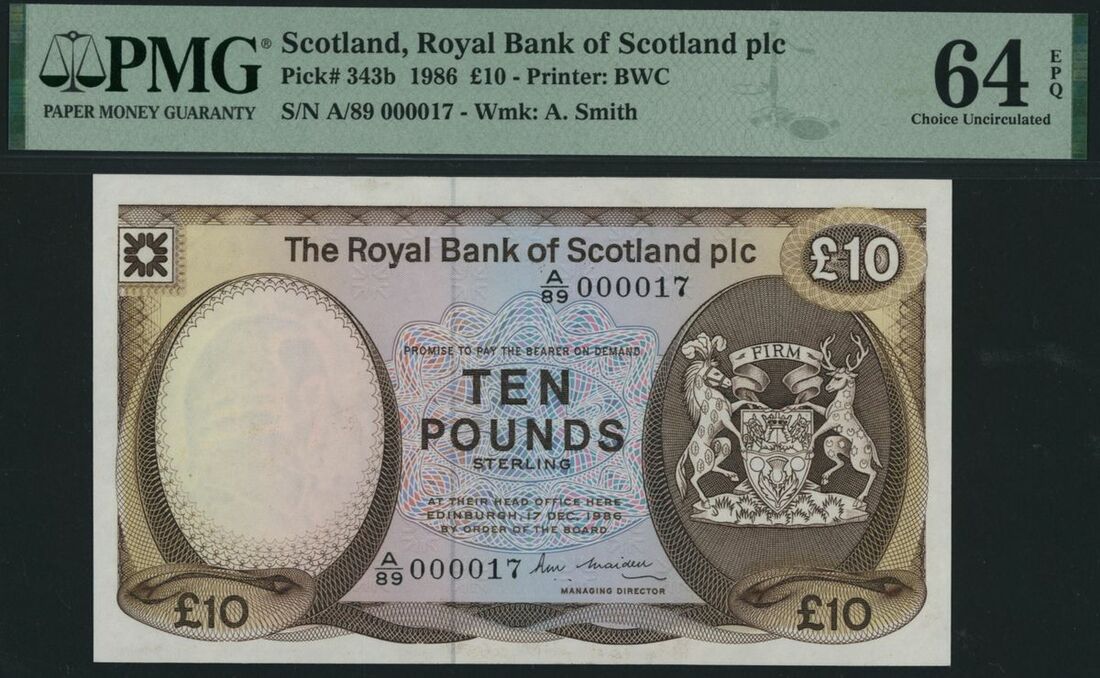 PMG®
PAPER MONEY GUARANTY
Scotland, Royal Bank of Scotland plc
Pick# 343b 1986 £10 - Printer: BWC
S/N A/89 000017 - Wmk: A. Smith
64
EPQ
Choice Uncirculated
The Royal Bank of Scotland plc
£10
A/89 000017
FIRM
PROMISE TO PAY THE BEARER ON DEMAND
TEN
POUNDS
STERLING
AT THEIR HEAD OFFICE HERE
EDINBURGH, 17 DEC. 1986
BY ORDER OF THE BOARD
A/89 000017
MANAGING DIRECTOR
£10
£10